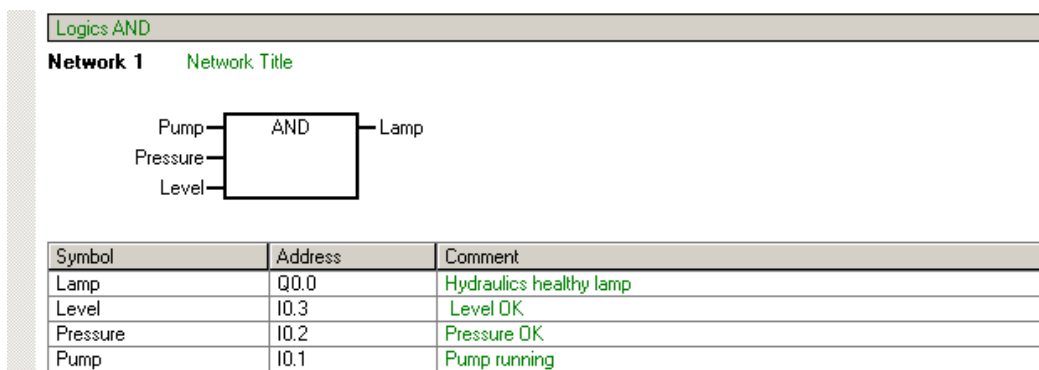 Logics AND
Network 1 Network Title
Pump AND Lamp
Pressure
Level
Symbol Address Comment
Lamp Q0.0 Hydraulics healthy lamp
Level I0.3 Level OK
Pressure I0.2 Pressure OK
Pump I0.1 Pump running